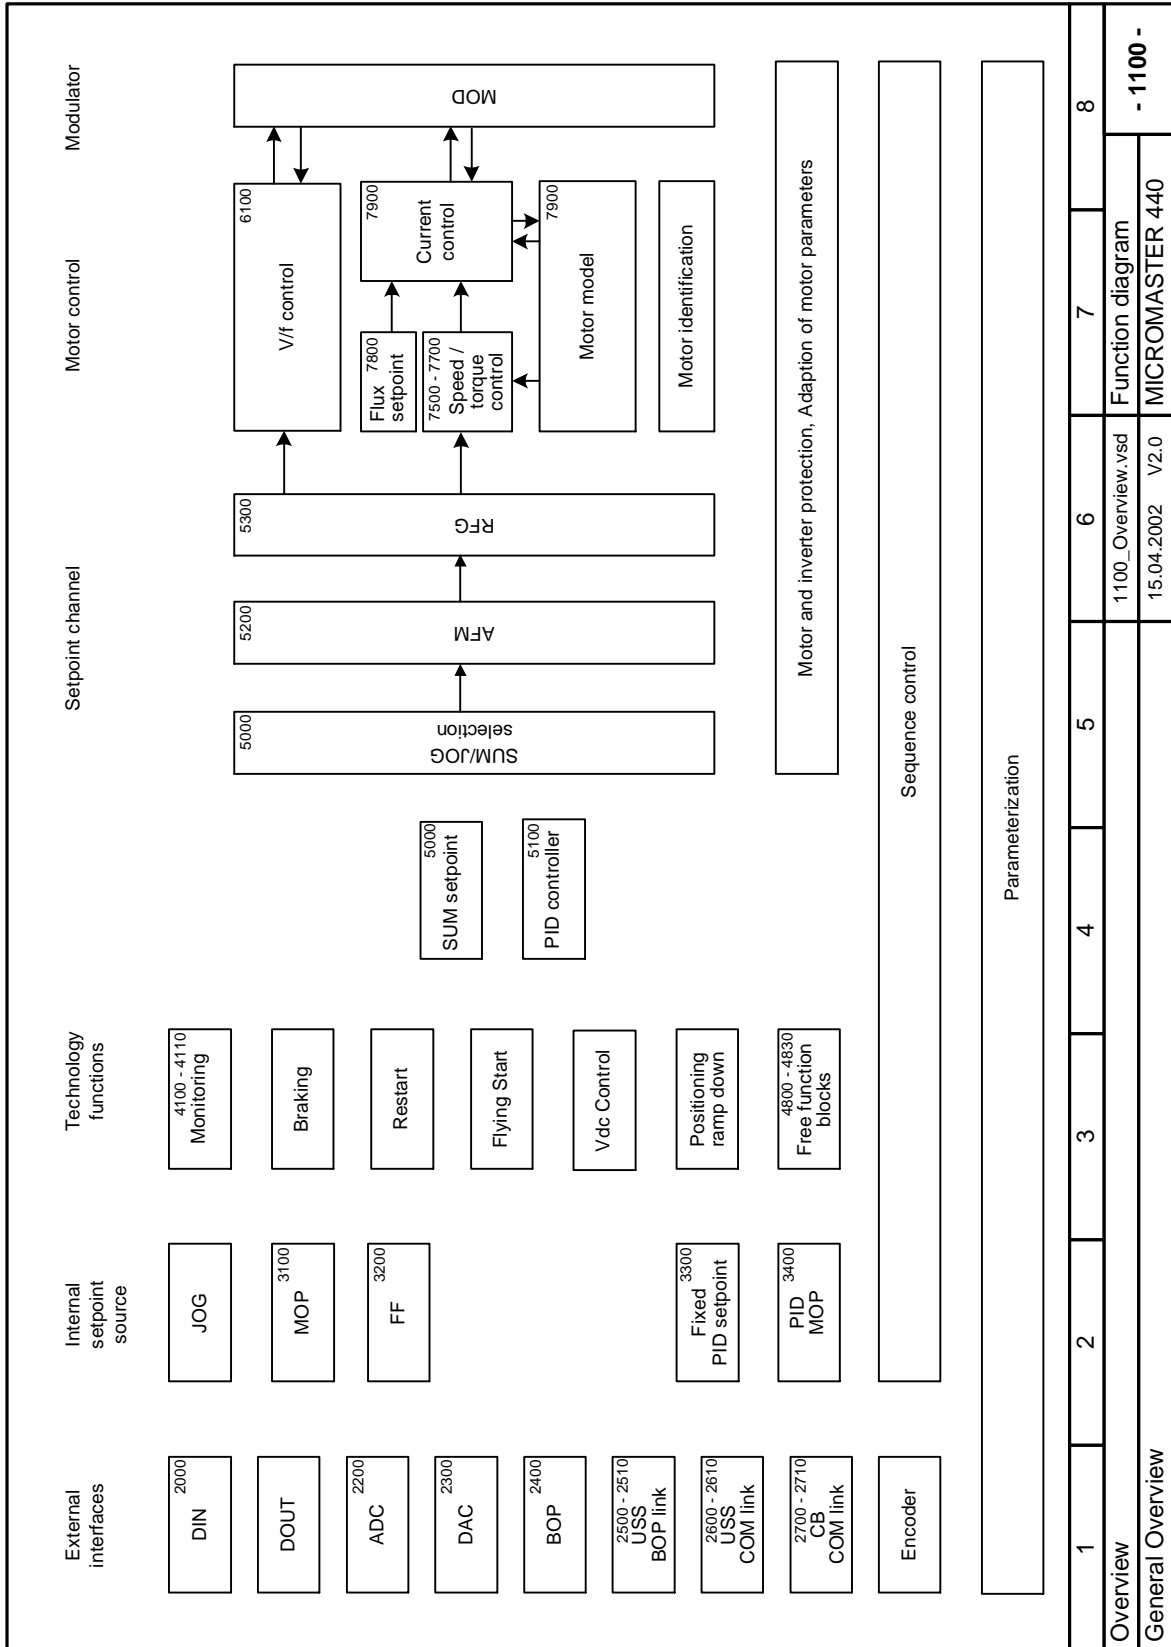 External
interfaces
Internal
setpoint
source
Technology
functions
Setpoint channel
Motor control
Modulator
2000
DIN
DOUT
2200
ADC
2300
DAC
2400
BOP
2500 - 2510
USS
BOP link
2600 - 2610
USS
COM link
2700 - 2710
CB
COM link
Encoder
JOG
3100
MOP
3200
FF
3300
Fixed
PID setpoint
3400
PID
MOP
4100 - 4110
Monitoring
Braking
Restart
Flying Start
Vdc Control
Positioning
ramp down
4800 - 4830
Free function
blocks
5000
SUM setpoint
5100
PID controller
5000
SUM/JOG
selection
5200
AFM
5300
RFG
6100
V/f control
7800
Flux
setpoint
7500 - 7700
Speed /
torque
control
7900
Current
control
7900
Motor model
Motor identification
MOD
Motor and inverter protection, Adaption of motor parameters
Sequence control
Parameterization
1 2 3 4 5 6 7 8
Overview
1100_Overview.vsd
Function diagram
- 1100 -
General Overview
15.04.2002 V2.0
MICROMASTER 440